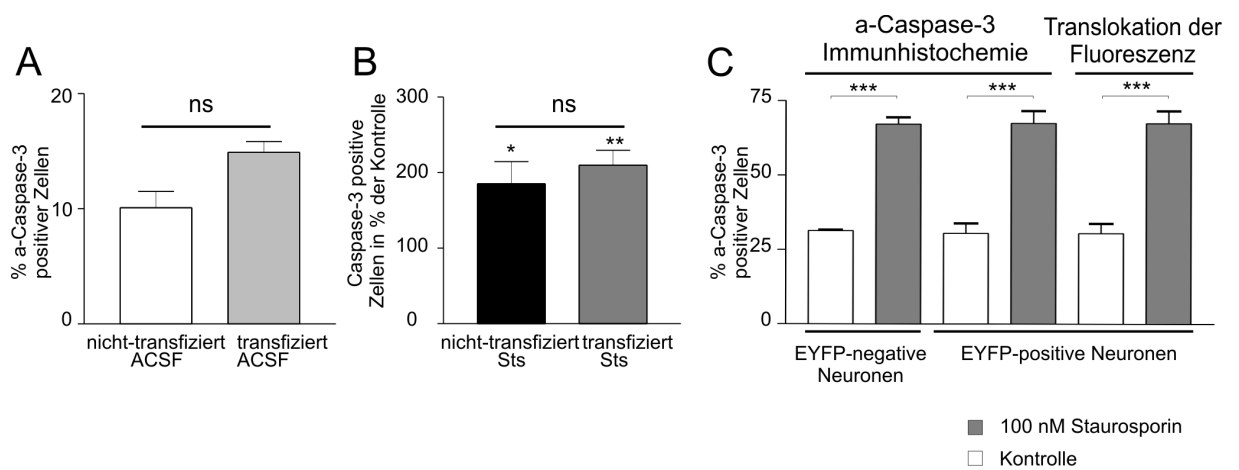 A
% a-Caspase-3
positiver Zellen
20
10
0
ns
nicht-transfiziert
ACSF
transfiziert
ACSF
B
Caspase-3 positive
Zellen in % der Kontrolle
300
200
100
0
ns
*
**
nicht-transfiziert
Sts
transfiziert
Sts
C
a-Caspase-3
Immunhistochemie
Translokation der
Fluoreszenz
% a-Caspase-3
positiver Zellen
75
50
25
0
***
***
***
EYFP-negative
Neuronen
EYFP-positive Neuronen
100 nM Staurosporin
Kontrolle